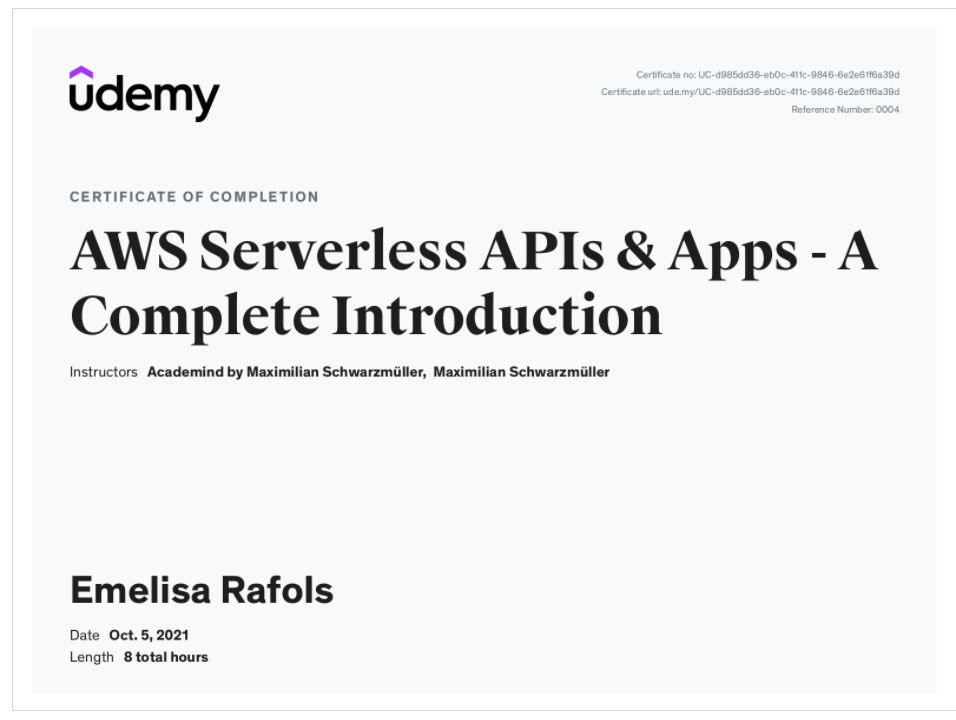 udemy
Certificate no: UC-d985dd36-eb0c-411c-9846-6e2e61f6a39d
Certificate url: ude.my/UC-d985dd36-eb0c-411c-9846-6e2e61f6a39d
Reference Number: 0004
CERTIFICATE OF COMPLETION
AWS Serverless APIs & Apps - A
Complete Introduction
Instructors Academind by Maximilian Schwarzmüller, Maximilian Schwarzmüller
Emelisa Rafols
Date Oct. 5, 2021
Length 8 total hours